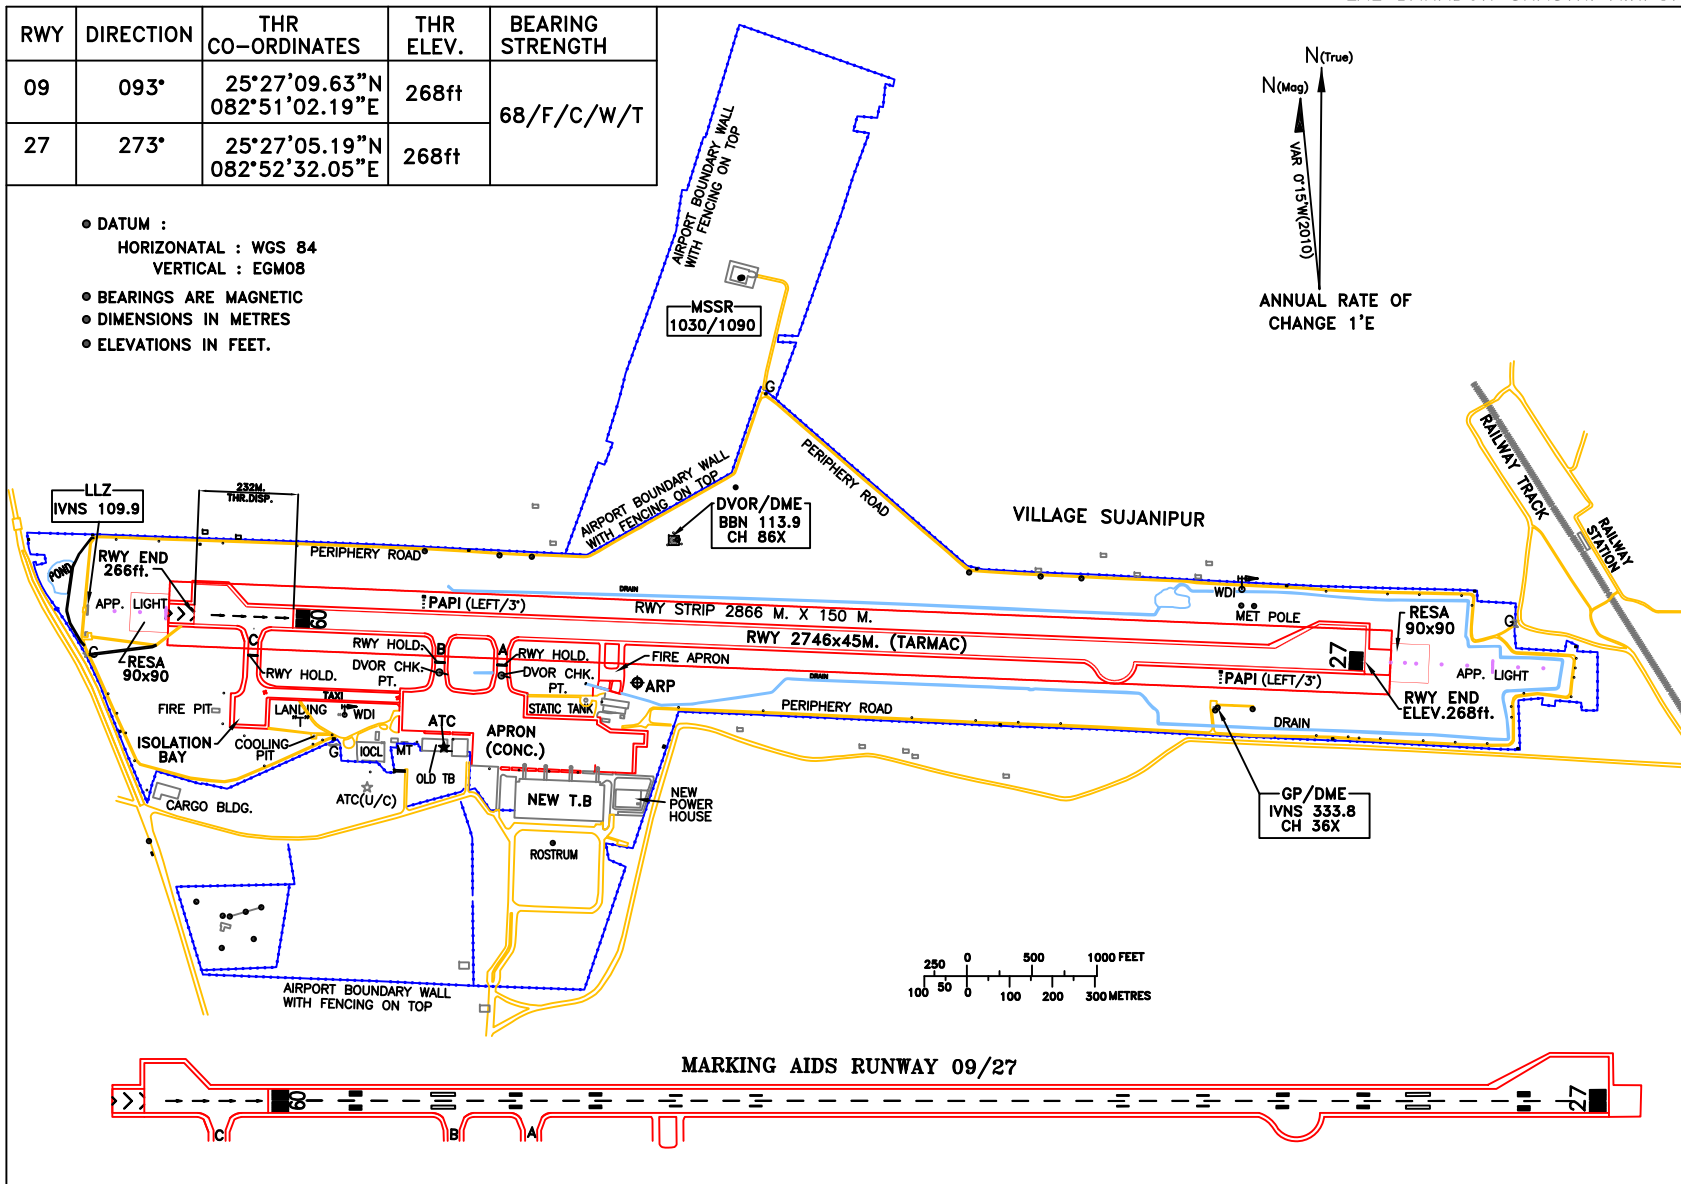 RWY DIRECTION THR CO-ORDINATES THR ELEV. BEARING STRENGTH
09 093° 25°27'09.63"N 082°51'02.19"E 268ft 68/F/C/W/T
27 273° 25°27'05.19"N 082°52'32.05"E 268ft
DATUM :
HORIZONATAL : WGS 84
VERTICAL : EGM08
BEARINGS ARE MAGNETIC
DIMENSIONS IN METRES
ELEVATIONS IN FEET.
N(True)
N(Mag)
VAR 0°15'W(2010)
ANNUAL RATE OF
CHANGE 1'E
AIRPORT BOUNDARY WALL
WITH FENCING ON TOP
MSSR
1030/1090
G
PERIPHERY ROAD
AIRPORT BOUNDARY WALL
WITH FENCING ON TOP
DVOR/DME
BBN 113.9
CH 86X
VILLAGE SUJANIPUR
RAILWAY TRACK
RAILWAY
STATION
LLZ
IVNS 109.9
232M.
THR.DISP.
PERIPHERY ROAD
RWY END
266ft.
POND
APP. LIGHT
09
PAPI (LEFT/3°)
DRAIN
RWY STRIP 2866 M. X 150 M.
RWY 2746x45M. (TARMAC)
WDI
MET POLE
RESA
90x90
G
27
APP. LIGHT
PAPI (LEFT/3°)
RWY END
ELEV.268ft.
G
RESA
90x90
C
RWY HOLD.
RWY HOLD.
B
A
RWY HOLD.
DVOR CHK.
PT.
DVOR CHK.
PT.
FIRE APRON
ARP
DRAIN
PERIPHERY ROAD
DRAIN
TAXI
FIRE PIT
LANDING
"T"
WDI
STATIC TANK
ISOLATION
BAY
COOLING
PIT
G
IOCL
MT
ATC
OLD TB
APRON
(CONC.)
ATC(U/C)
CARGO BLDG.
NEW T.B
NEW
POWER
HOUSE
ROSTRUM
GP/DME
IVNS 333.8
CH 36X
AIRPORT BOUNDARY WALL
WITH FENCING ON TOP
250 0 500 1000 FEET
100 50 0 100 200 300 METRES
MARKING AIDS RUNWAY 09/27
09
27
C
B
A